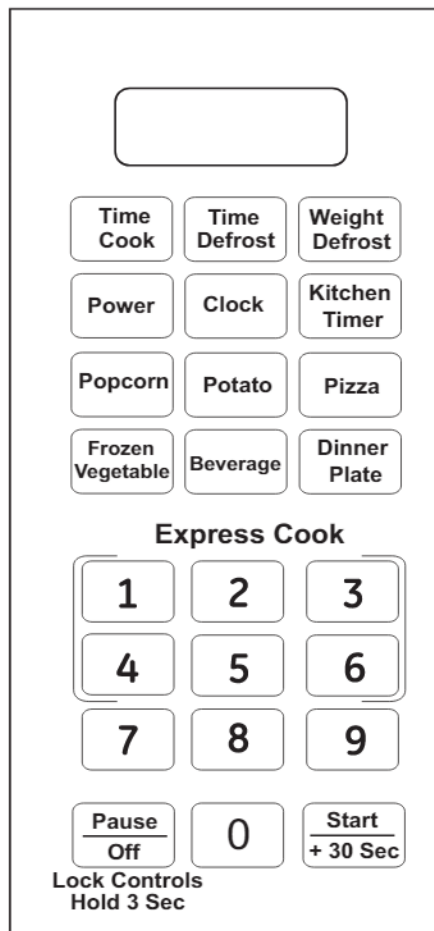 Time Cook
Time Defrost
Weight Defrost
Power
Clock
Kitchen Timer
Popcorn
Potato
Pizza
Frozen Vegetable
Beverage
Dinner Plate
Express Cook
1 2 3
4 5 6
7 8 9
Pause
Off
0
Start
+ 30 Sec
Lock Controls
Hold 3 Sec